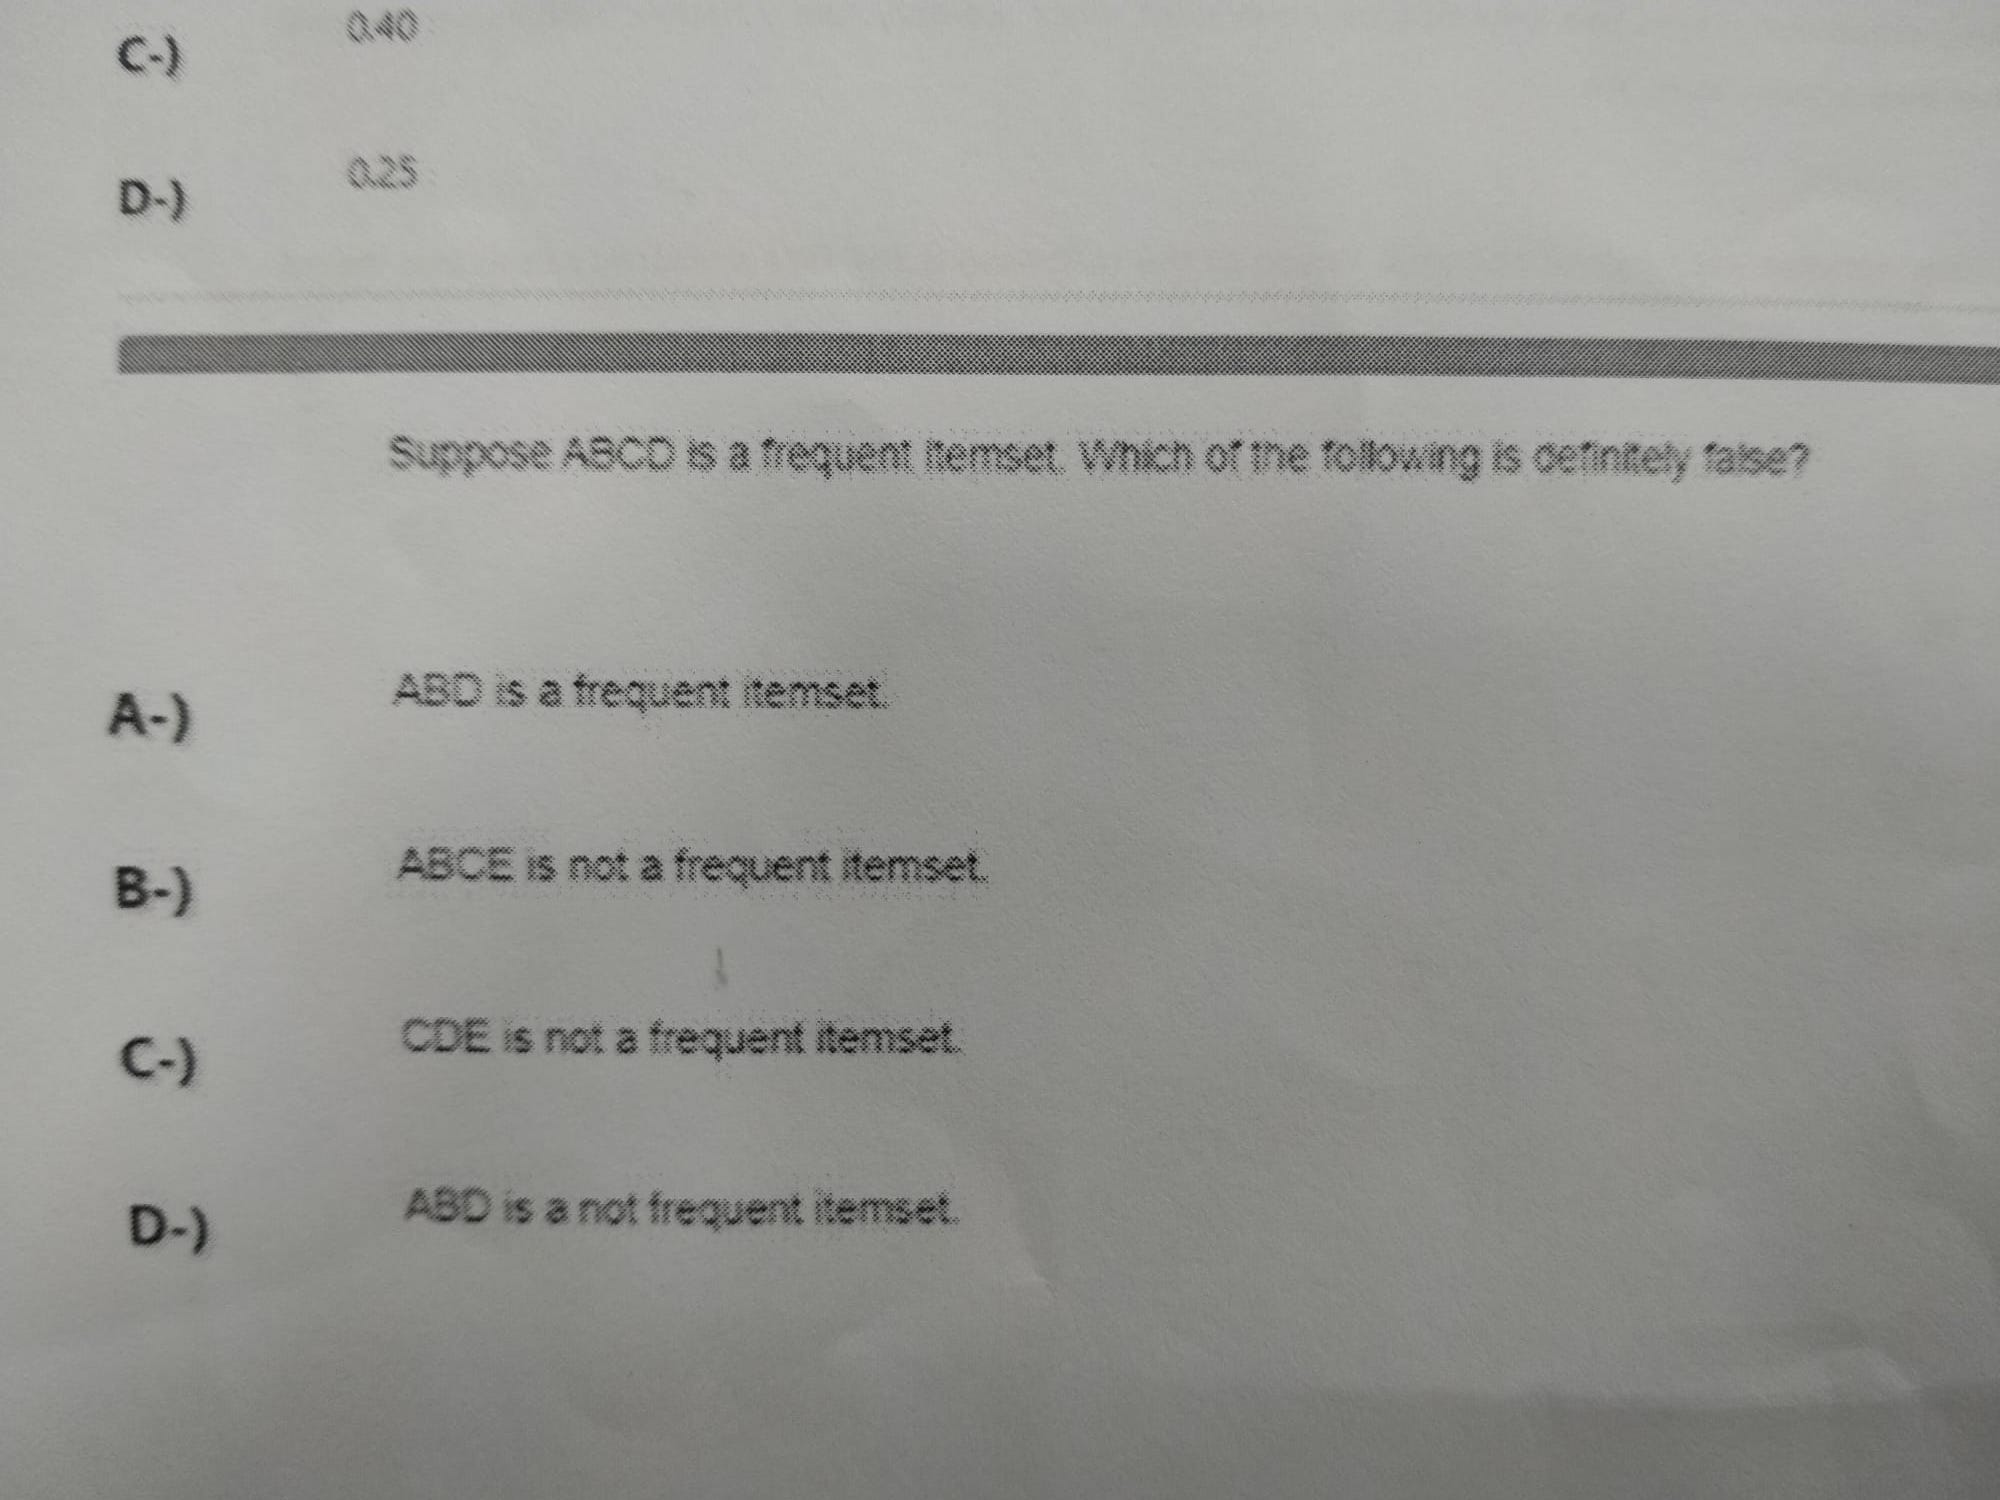 C-) 0.40
D-) 0.25
Suppose ABCD is a frequent itemset. Which of the following is definitely false?
A-) ABD is a frequent itemset.
B-) ABCE is not a frequent itemset.
C-) CDE is not a frequent itemset.
D-) ABD is a not frequent itemset.